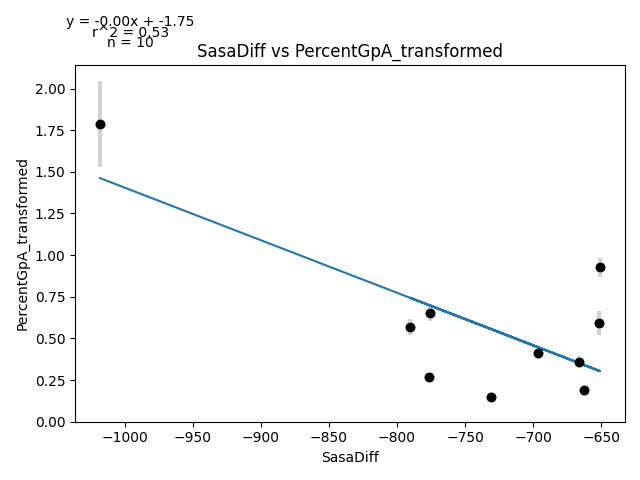 y = -0.00x + -1.75
r^2 = 0.53
n = 10
SasaDiff vs PercentGpA_transformed
PercentGpA_transformed
2.00
1.75
1.50
1.25
1.00
0.75
0.50
0.25
0.00
−1000 −950 −900 −850 −800 −750 −700 −650
SasaDiff